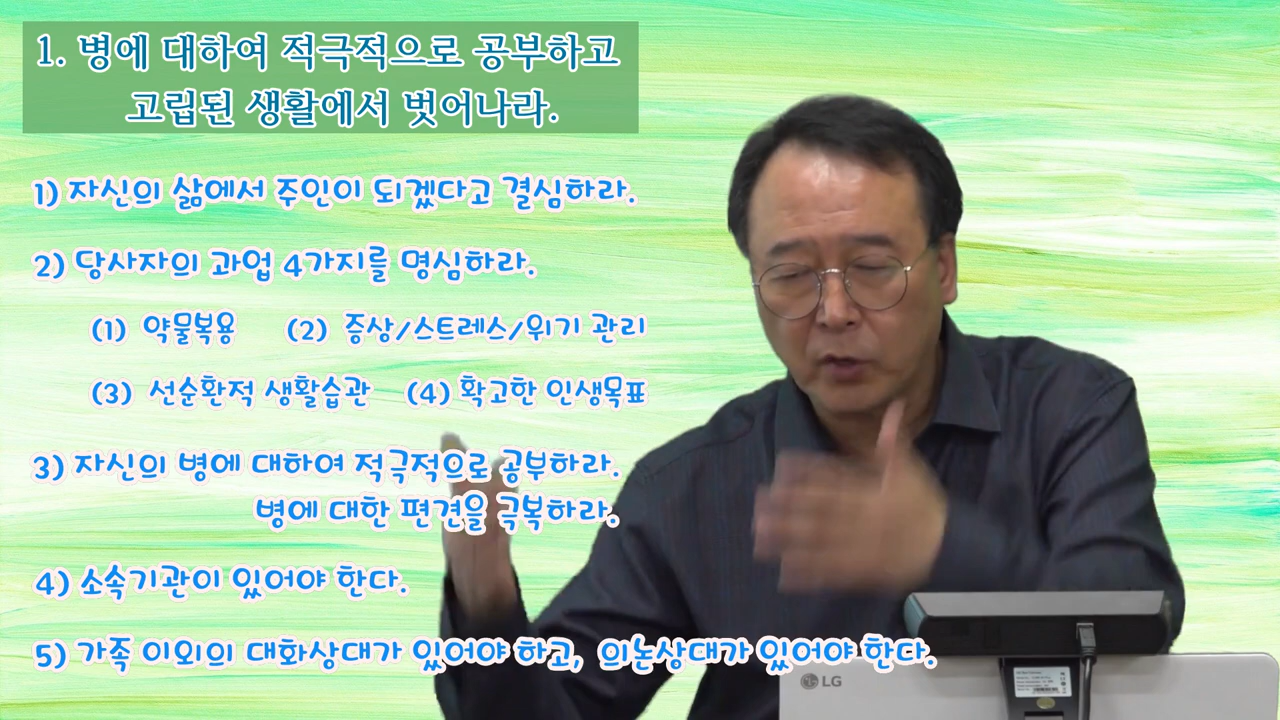 1. 병에 대하여 적극적으로 공부하고
고립된 생활에서 벗어나라.
1) 자신의 삶에서 주인이 되겠다고 결심하라.
2) 당사자의 과업 4가지를 명심하라.
(1) 약물복용 (2) 증상/스트레스/위기 관리
(3) 선순환적 생활습관 (4) 확고한 인생목표
3) 자신의 병에 대하여 적극적으로 공부하라.
병에 대한 편견을 극복하라.
4) 소속기관이 있어야 한다.
5) 가족 이외의 대화상대가 있어야 하고, 의논상대가 있어야 한다.
LG